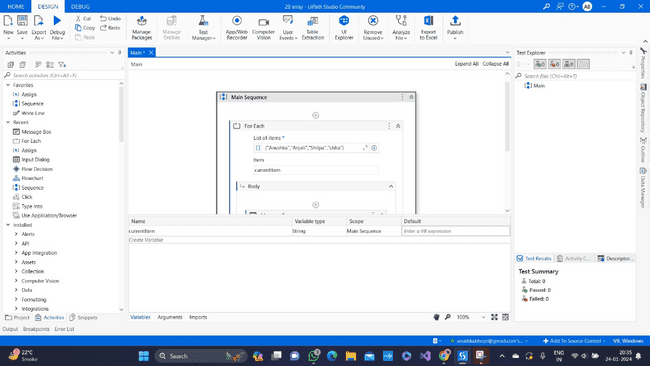 20 array - UiPath Studio Community
HOME DESIGN DEBUG
AE
New Save Export As Debug File
Cut Undo
Copy Redo
Paste
Manage Packages
Manage Entities
Test Manager
App/Web Recorder
Computer Vision
User Events
Table Extraction
UI Explorer
Remove Unused
Analyze File
Export to Excel
Publish
Activities
Main *
Test Explorer
Main
Expand All Collapse All
Search activities (Ctrl+Alt+F)
Search files (Ctrl+Alt+T)
Favorites
Assign
Sequence
Write Line
Recent
Message Box
For Each
Assign
Input Dialog
Flow Decision
Flowchart
Sequence
Click
Type Into
Use Application/Browser
Installed
Alerts
API
App Integration
Assets
Collection
Computer Vision
Data
Formatting
Integrations
Main Sequence
For Each
List of items *
{"Anushka","Anjali","Shilpa","Usha"}
Item
currentItem
Body
Name Variable type Scope Default
currentItem String Main Sequence Enter a VB expression
Create Variable
Variables Arguments Imports
100%
Main
Properties
Object Repository
Outline
Data Manager
Test Results Activity C... Descriptor...
Test Summary
Total: 0
Passed: 0
Failed: 0
Project Activities Snippets
Output Breakpoints Error List
Add To Source Control VB, Windows
22°C
Smoke
Search
ENG
IN
20:35
24-01-2024